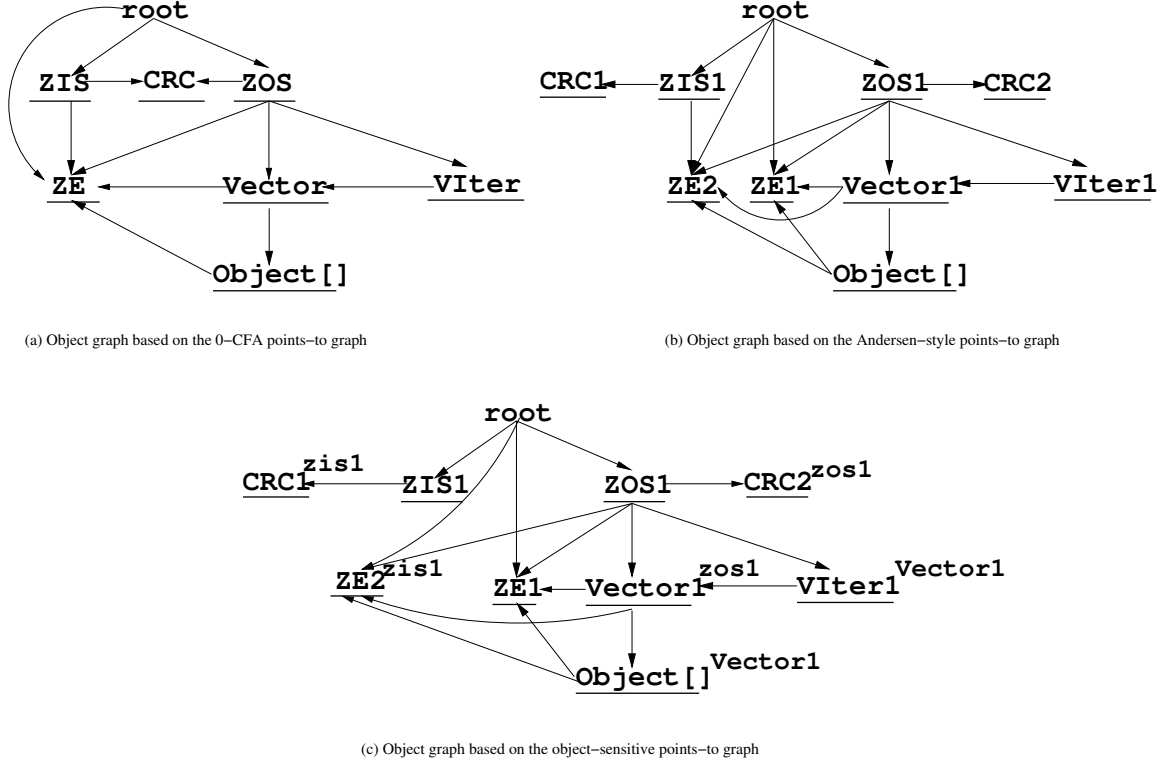 root
ZIS CRC ZOS
ZE Vector VIter
Object[]
(a) Object graph based on the 0−CFA points−to graph
root
CRC1 ZIS1 ZOS1 CRC2
ZE2 ZE1 Vector1 VIter1
Object[]
(b) Object graph based on the Andersen−style points−to graph
root
CRC1 zis1 ZIS1 ZOS1 CRC2 zos1
ZE2 zis1 ZE1 Vector1 zos1 VIter1 Vector1
Object[] Vector1
(c) Object graph based on the object−sensitive points−to graph